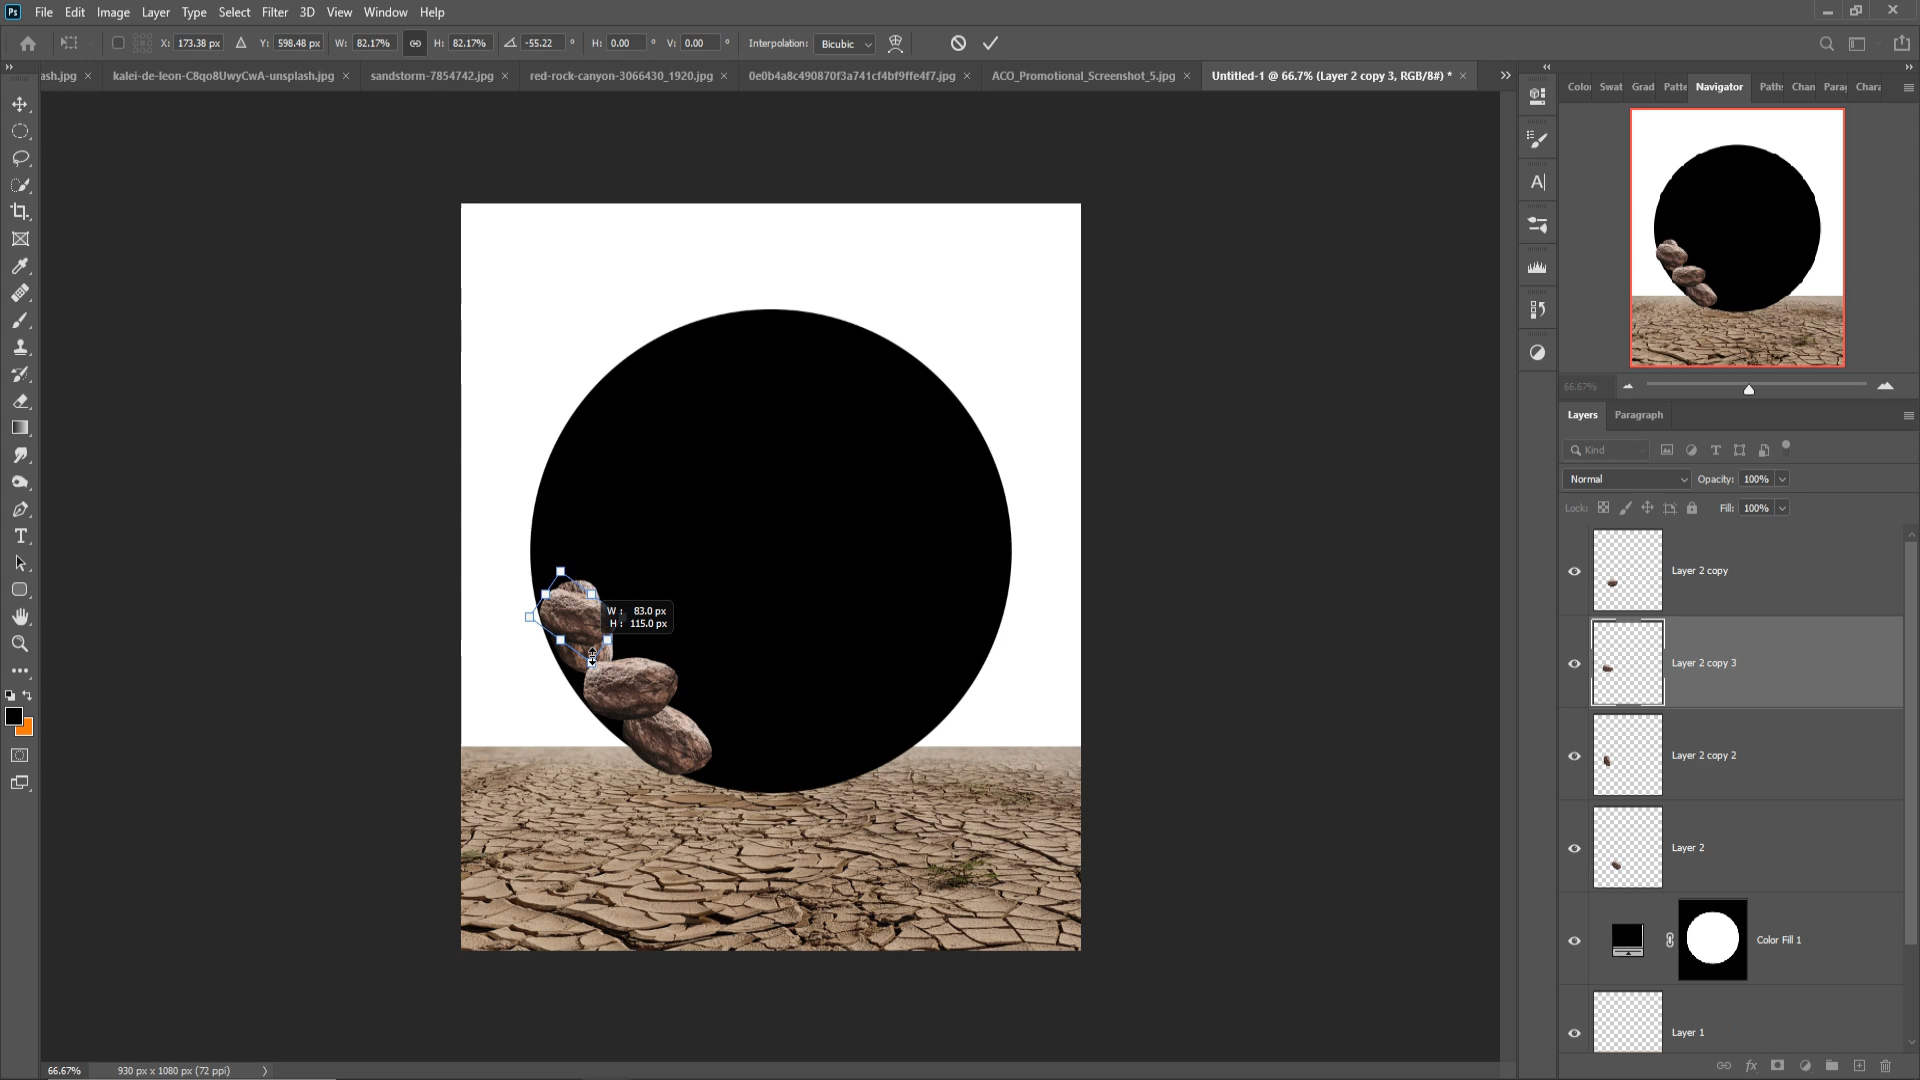 Ps File Edit Image Layer Type Select Filter 3D View Window Help
X: 173.38 px Y: 598.48 px W: 82.17% H: 82.17% -55.22 ° H: 0.00 ° V: 0.00 ° Interpolation: Bicubic
ash.jpg × kalei-de-leon-C8qo8UwyCwA-unsplash.jpg × sandstorm-7854742.jpg × red-rock-canyon-3066430_1920.jpg × 0e0b4a8c490870f3a741cf4bf9ffe4f7.jpg × ACO_Promotional_Screenshot_5.jpg × Untitled-1 @ 66.7% (Layer 2 copy 3, RGB/8#) * ×
Color Swat Grad Patte Navigator Paths Chan Para Chara
66.67%
Layers Paragraph
Kind
Normal Opacity: 100%
Lock: Fill: 100%
W : 83.0 px
H : 115.0 px
Layer 2 copy
Layer 2 copy 3
Layer 2 copy 2
Layer 2
Color Fill 1
Layer 1
66.67% 930 px x 1080 px (72 ppi)